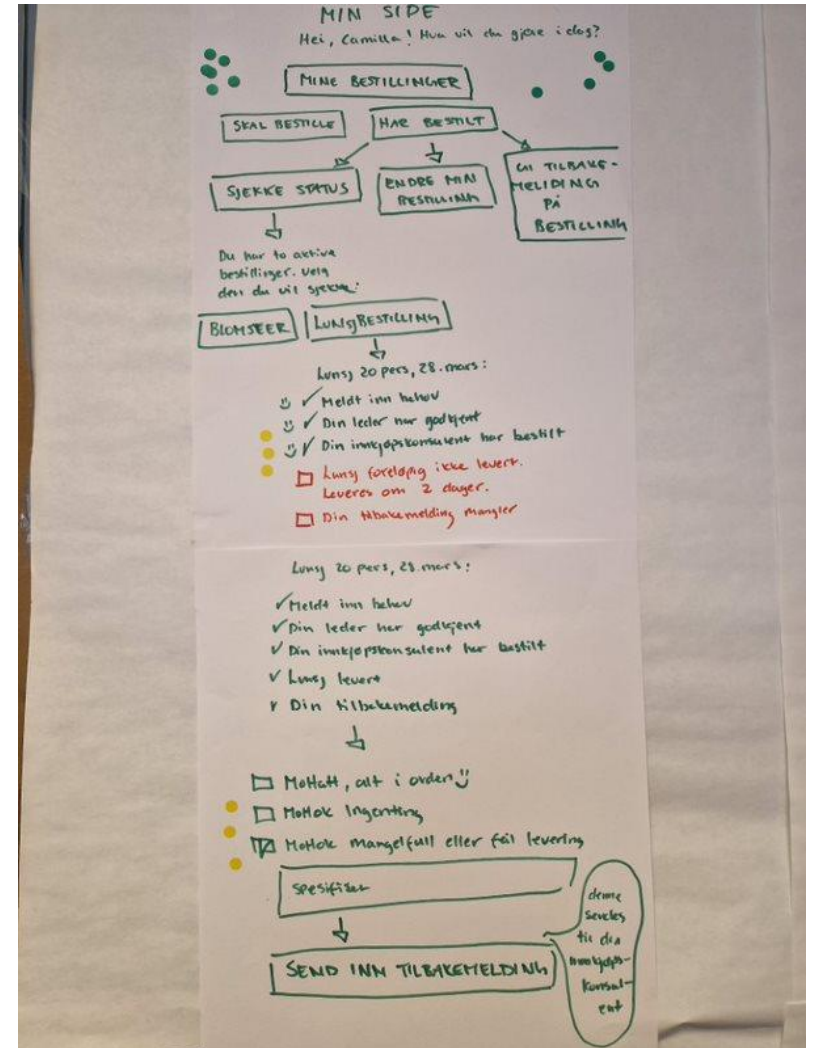 MIN SIDE
Hei, Camilla! Hva vil du gjøre i dag?
MINE BESTILLINGER
SKAL BESTILLE
HAR BESTILT
SJEKKE STATUS
ENDRE MIN
BESTILLING
GI TILBAKE-
MELIDING
PÅ
BESTILLING
Du har to aktive
bestillinger. Velg
den du vil sjekke:
BLOMSTER
LUNSJBESTILLING
Lunsj 20 pers, 28. mars:
✓ Meldt inn behov
✓ Din leder har godkjent
✓ Din innkjøpskonsulent har bestilt
Lunsj foreløpig ikke levert.
Leveres om 2 dager.
Din tilbakemelding mangler
Lunsj 20 pers, 28. mars:
✓ Meldt inn behov
✓ Din leder har godkjent
✓ Din innkjøpskonsulent har bestilt
✓ Lunsj levert
✓ Din tilbakemelding
Mottatt, alt i orden
Mottok Ingenting
Mottok mangelfull eller feil levering
Spesifiser
SEND INN TILBAKEMELDING
denne
sendes
til din
innkjøps-
konsul-
ent